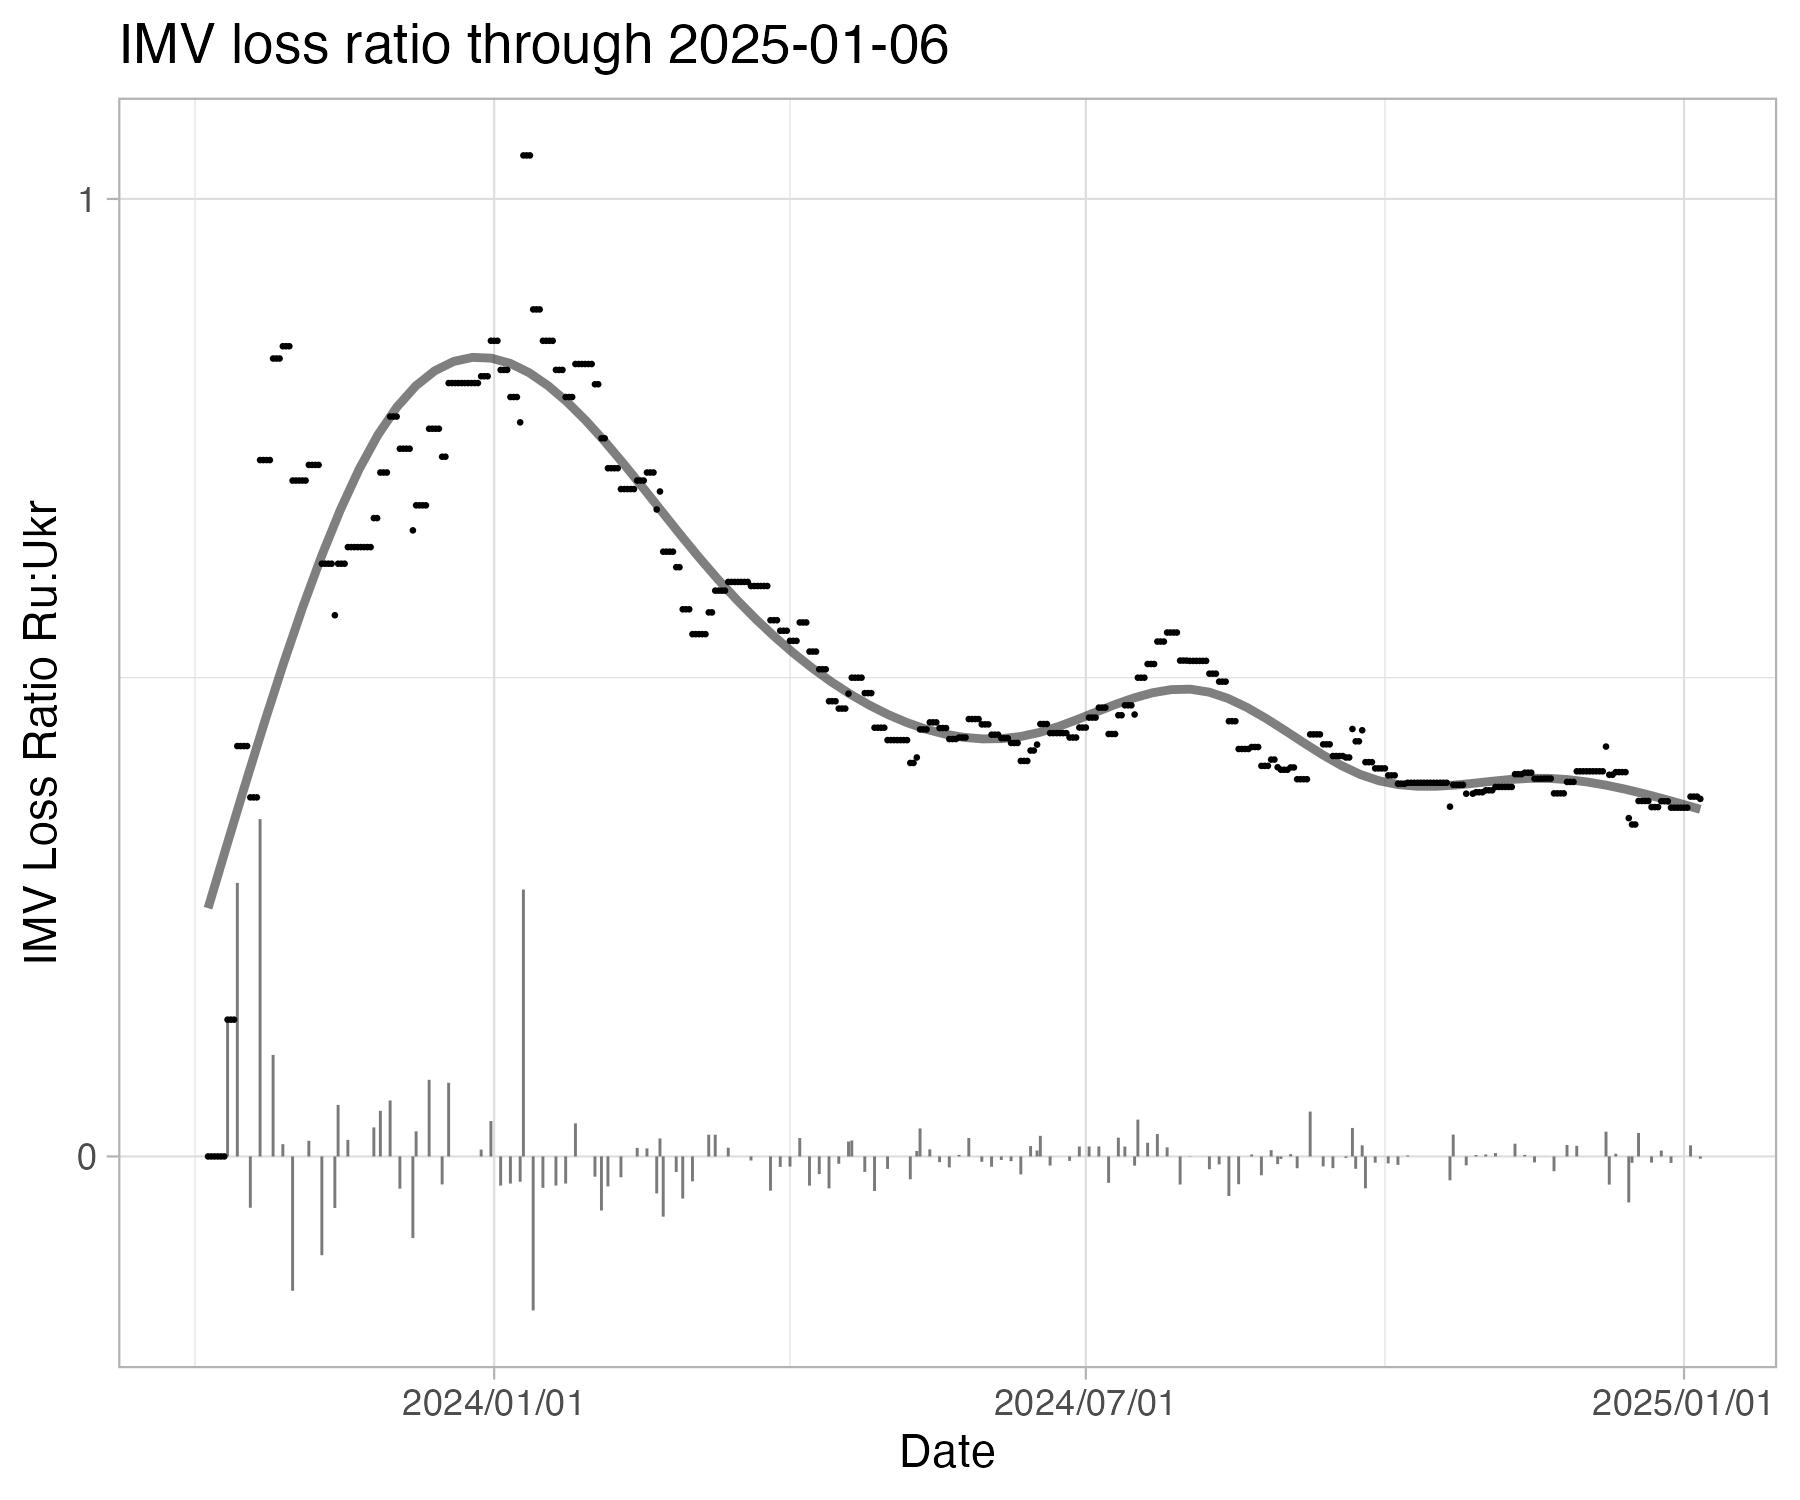 IMV loss ratio through 2025-01-06
IMV Loss Ratio Ru:Ukr
1
0
2024/01/01
2024/07/01
2025/01/01
Date